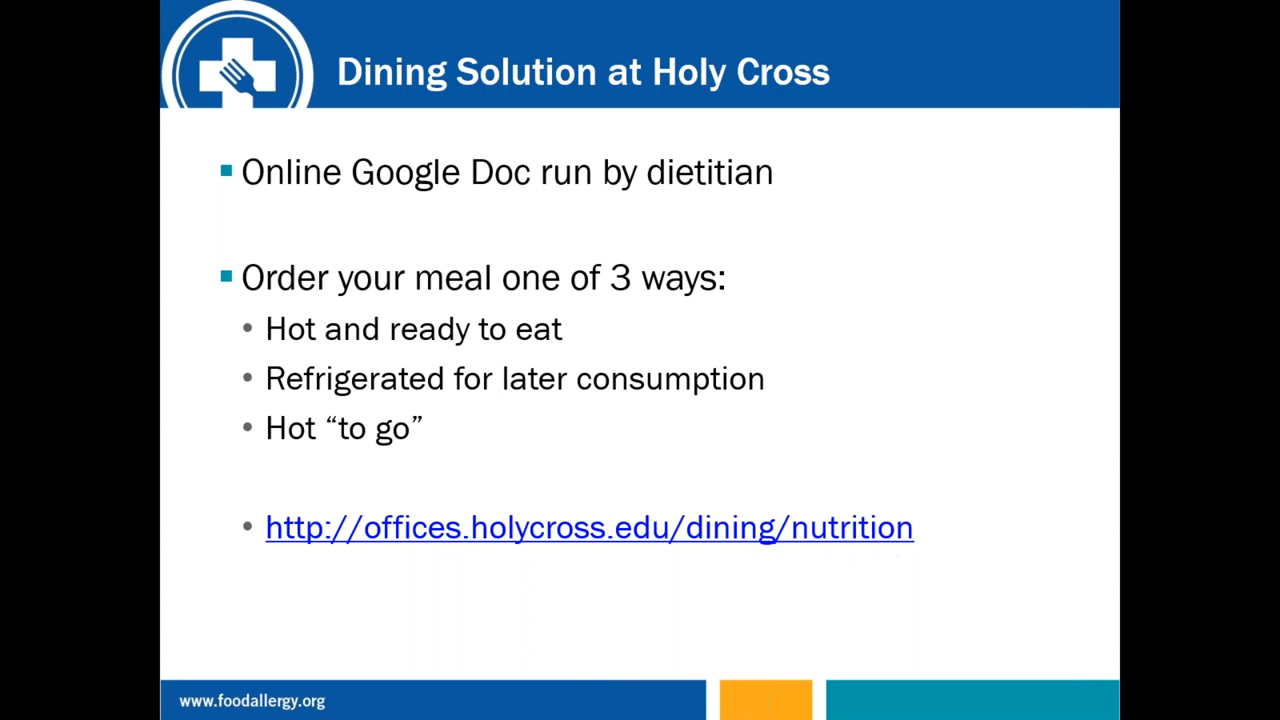 Dining Solution at Holy Cross
Online Google Doc run by dietitian
Order your meal one of 3 ways:
Hot and ready to eat
Refrigerated for later consumption
Hot “to go”
http://offices.holycross.edu/dining/nutrition
www.foodallergy.org